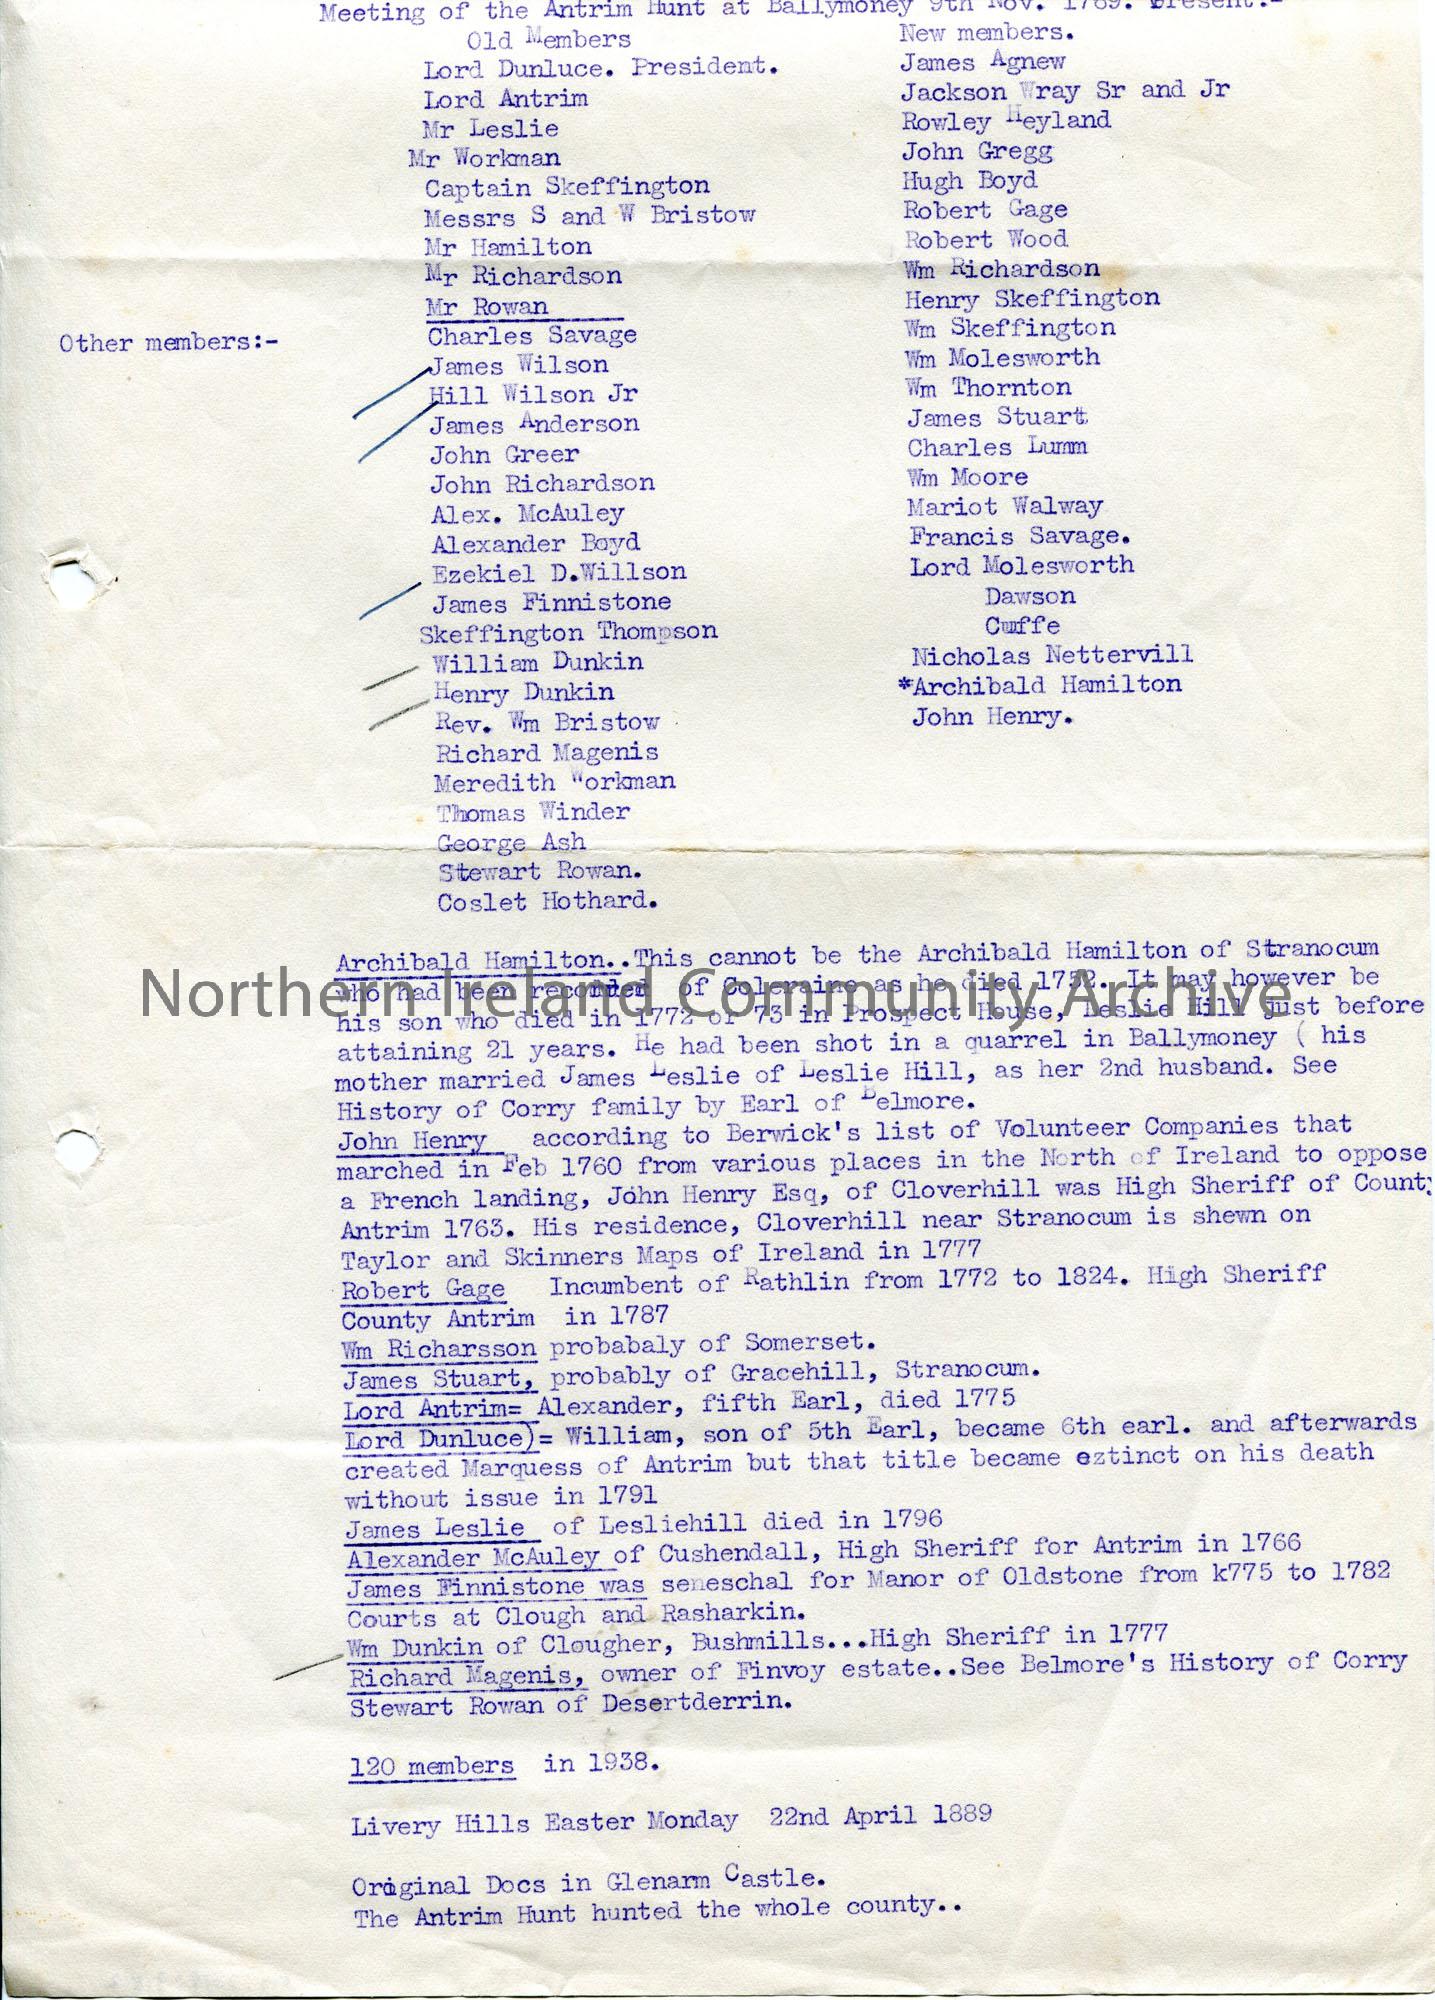 Meeting of the Antrim Hunt at Ballymoney 9th Nov. 1769. Present:-
Old Members
Lord Dunluce. President.
Lord Antrim
Mr Leslie
Mr Workman
Captain Skeffington
Messrs S and W Bristow
Mr Hamilton
Mr Richardson
Mr Rowan
Other members:-
Charles Savage
James Wilson
Hill Wilson Jr
James Anderson
John Greer
John Richardson
Alex. McAuley
Alexander Boyd
Ezekiel D.Willson
James Finnistone
Skeffington Thompson
William Dunkin
Henry Dunkin
Rev. Wm Bristow
Richard Magenis
Meredith Workman
Thomas Winder
George Ash
Stewart Rowan.
Coslet Hothard.
New members.
James Agnew
Jackson Wray Sr and Jr
Rowley Heyland
John Gregg
Hugh Boyd
Robert Gage
Robert Wood
Wm Richardson
Henry Skeffington
Wm Skeffington
Wm Molesworth
Wm Thornton
James Stuart
Charles Lumm
Wm Moore
Mariot Walway
Francis Savage.
Lord Molesworth
Dawson
Cuffe
Nicholas Nettervill
*Archibald Hamilton
John Henry.
Archibald Hamilton..This cannot be the Archibald Hamilton of Stranocum
who had been recorder of Coleraine as he died 1752. It may however be
his son who died in 1772 or 73 in Prospect House, Leslie Hill just before
attaining 21 years. He had been shot in a quarrel in Ballymoney ( his
mother married James Leslie of Leslie Hill, as her 2nd husband. See
History of Corry family by Earl of Belmore.
John Henry according to Berwick's list of Volunteer Companies that
marched in Feb 1760 from various places in the North of Ireland to oppose
a French landing, John Henry Esq, of Cloverhill was High Sheriff of County
Antrim 1763. His residence, Cloverhill near Stranocum is shewn on
Taylor and Skinners Maps of Ireland in 1777
Robert Gage Incumbent of Rathlin from 1772 to 1824. High Sheriff
County Antrim in 1787
Wm Richarsson probabaly of Somerset.
James Stuart, probably of Gracehill, Stranocum.
Lord Antrim= Alexander, fifth Earl, died 1775
Lord Dunluce)= William, son of 5th Earl, became 6th earl. and afterwards
created Marquess of Antrim but that title became eztinct on his death
without issue in 1791
James Leslie of Lesliehill died in 1796
Alexander McAuley of Cushendall, High Sheriff for Antrim in 1766
James Finnistone was seneschal for Manor of Oldstone from k775 to 1782
Courts at Clough and Rasharkin.
Wm Dunkin of Clougher, Bushmills...High Sheriff in 1777
Richard Magenis, owner of Finvoy estate..See Belmore's History of Corry
Stewart Rowan of Desertderrin.
120 members in 1938.
Livery Hills Easter Monday 22nd April 1889
Original Docs in Glenarm Castle.
The Antrim Hunt hunted the whole county..
Northern Ireland Community Archive